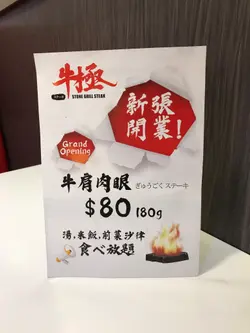 牛極
STONE GRILL STEAK
新張
開業!
Grand
Opening
牛肩肉眼
ぎゅうごく ステーキ
$80 180g
湯,米飯,前菜沙律
食べ放題